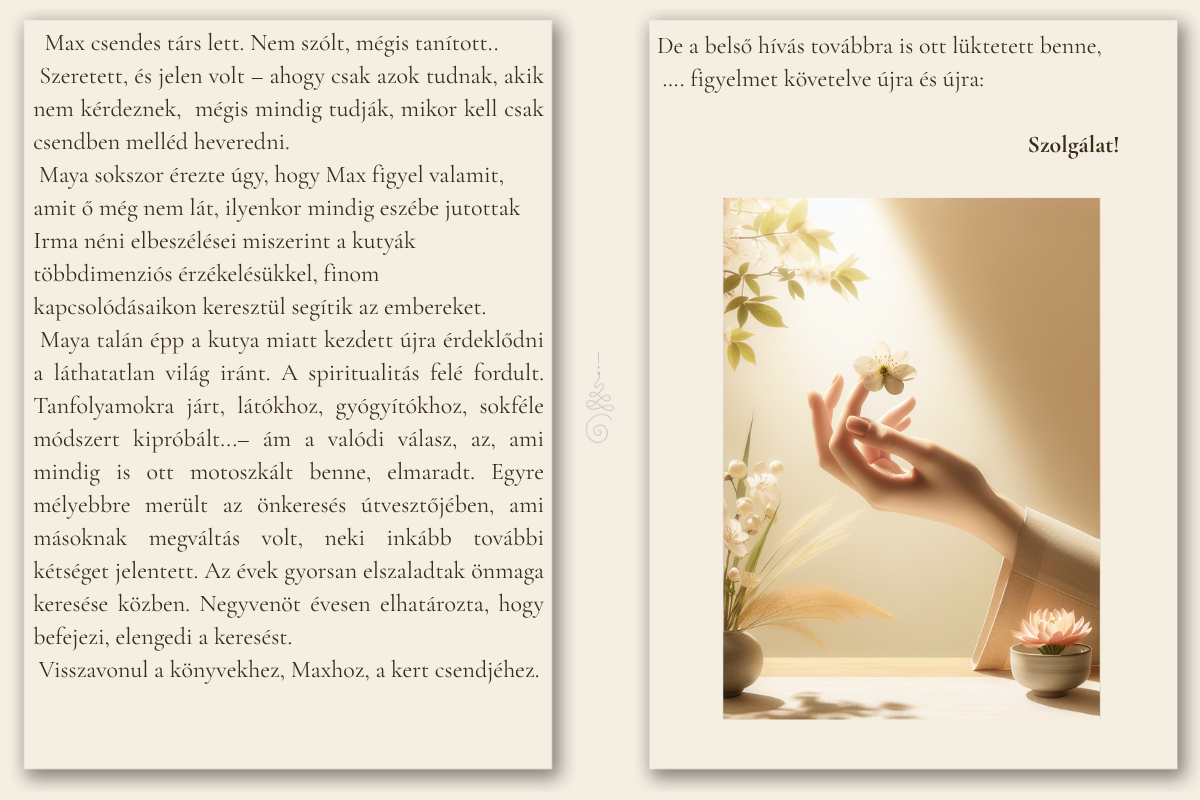 Max csendes társ lett. Nem szólt, mégis tanított..
Szeretett, és jelen volt – ahogy csak azok tudnak, akik
nem kérdeznek, mégis mindig tudják, mikor kell csak
csendben melléd heveredni.
Maya sokszor érezte úgy, hogy Max figyel valamit,
amit ő még nem lát, ilyenkor mindig eszébe jutottak
Irma néni elbeszélései miszerint a kutyák
többdimenziós érzékelésükkel, finom
kapcsolódásaikon keresztül segítik az embereket.
Maya talán épp a kutya miatt kezdett újra érdeklődni
a láthatatlan világ iránt. A spiritualitás felé fordult.
Tanfolyamokra járt, látókhoz, gyógyítókhoz, sokféle
módszert kipróbált...– ám a valódi válasz, az, ami
mindig is ott motoszkált benne, elmaradt. Egyre
mélyebbre merült az önkeresés útvesztőjében, ami
másoknak megváltás volt, neki inkább további
kétséget jelentett. Az évek gyorsan elszaladtak önmaga
keresése közben. Negyvenöt évesen elhatározta, hogy
befejezi, elengedi a keresést.
Visszavonul a könyvekhez, Maxhoz, a kert csendjéhez.
De a belső hívás továbbra is ott lüktetett benne,
.... figyelmet követelve újra és újra:
Szolgálat!